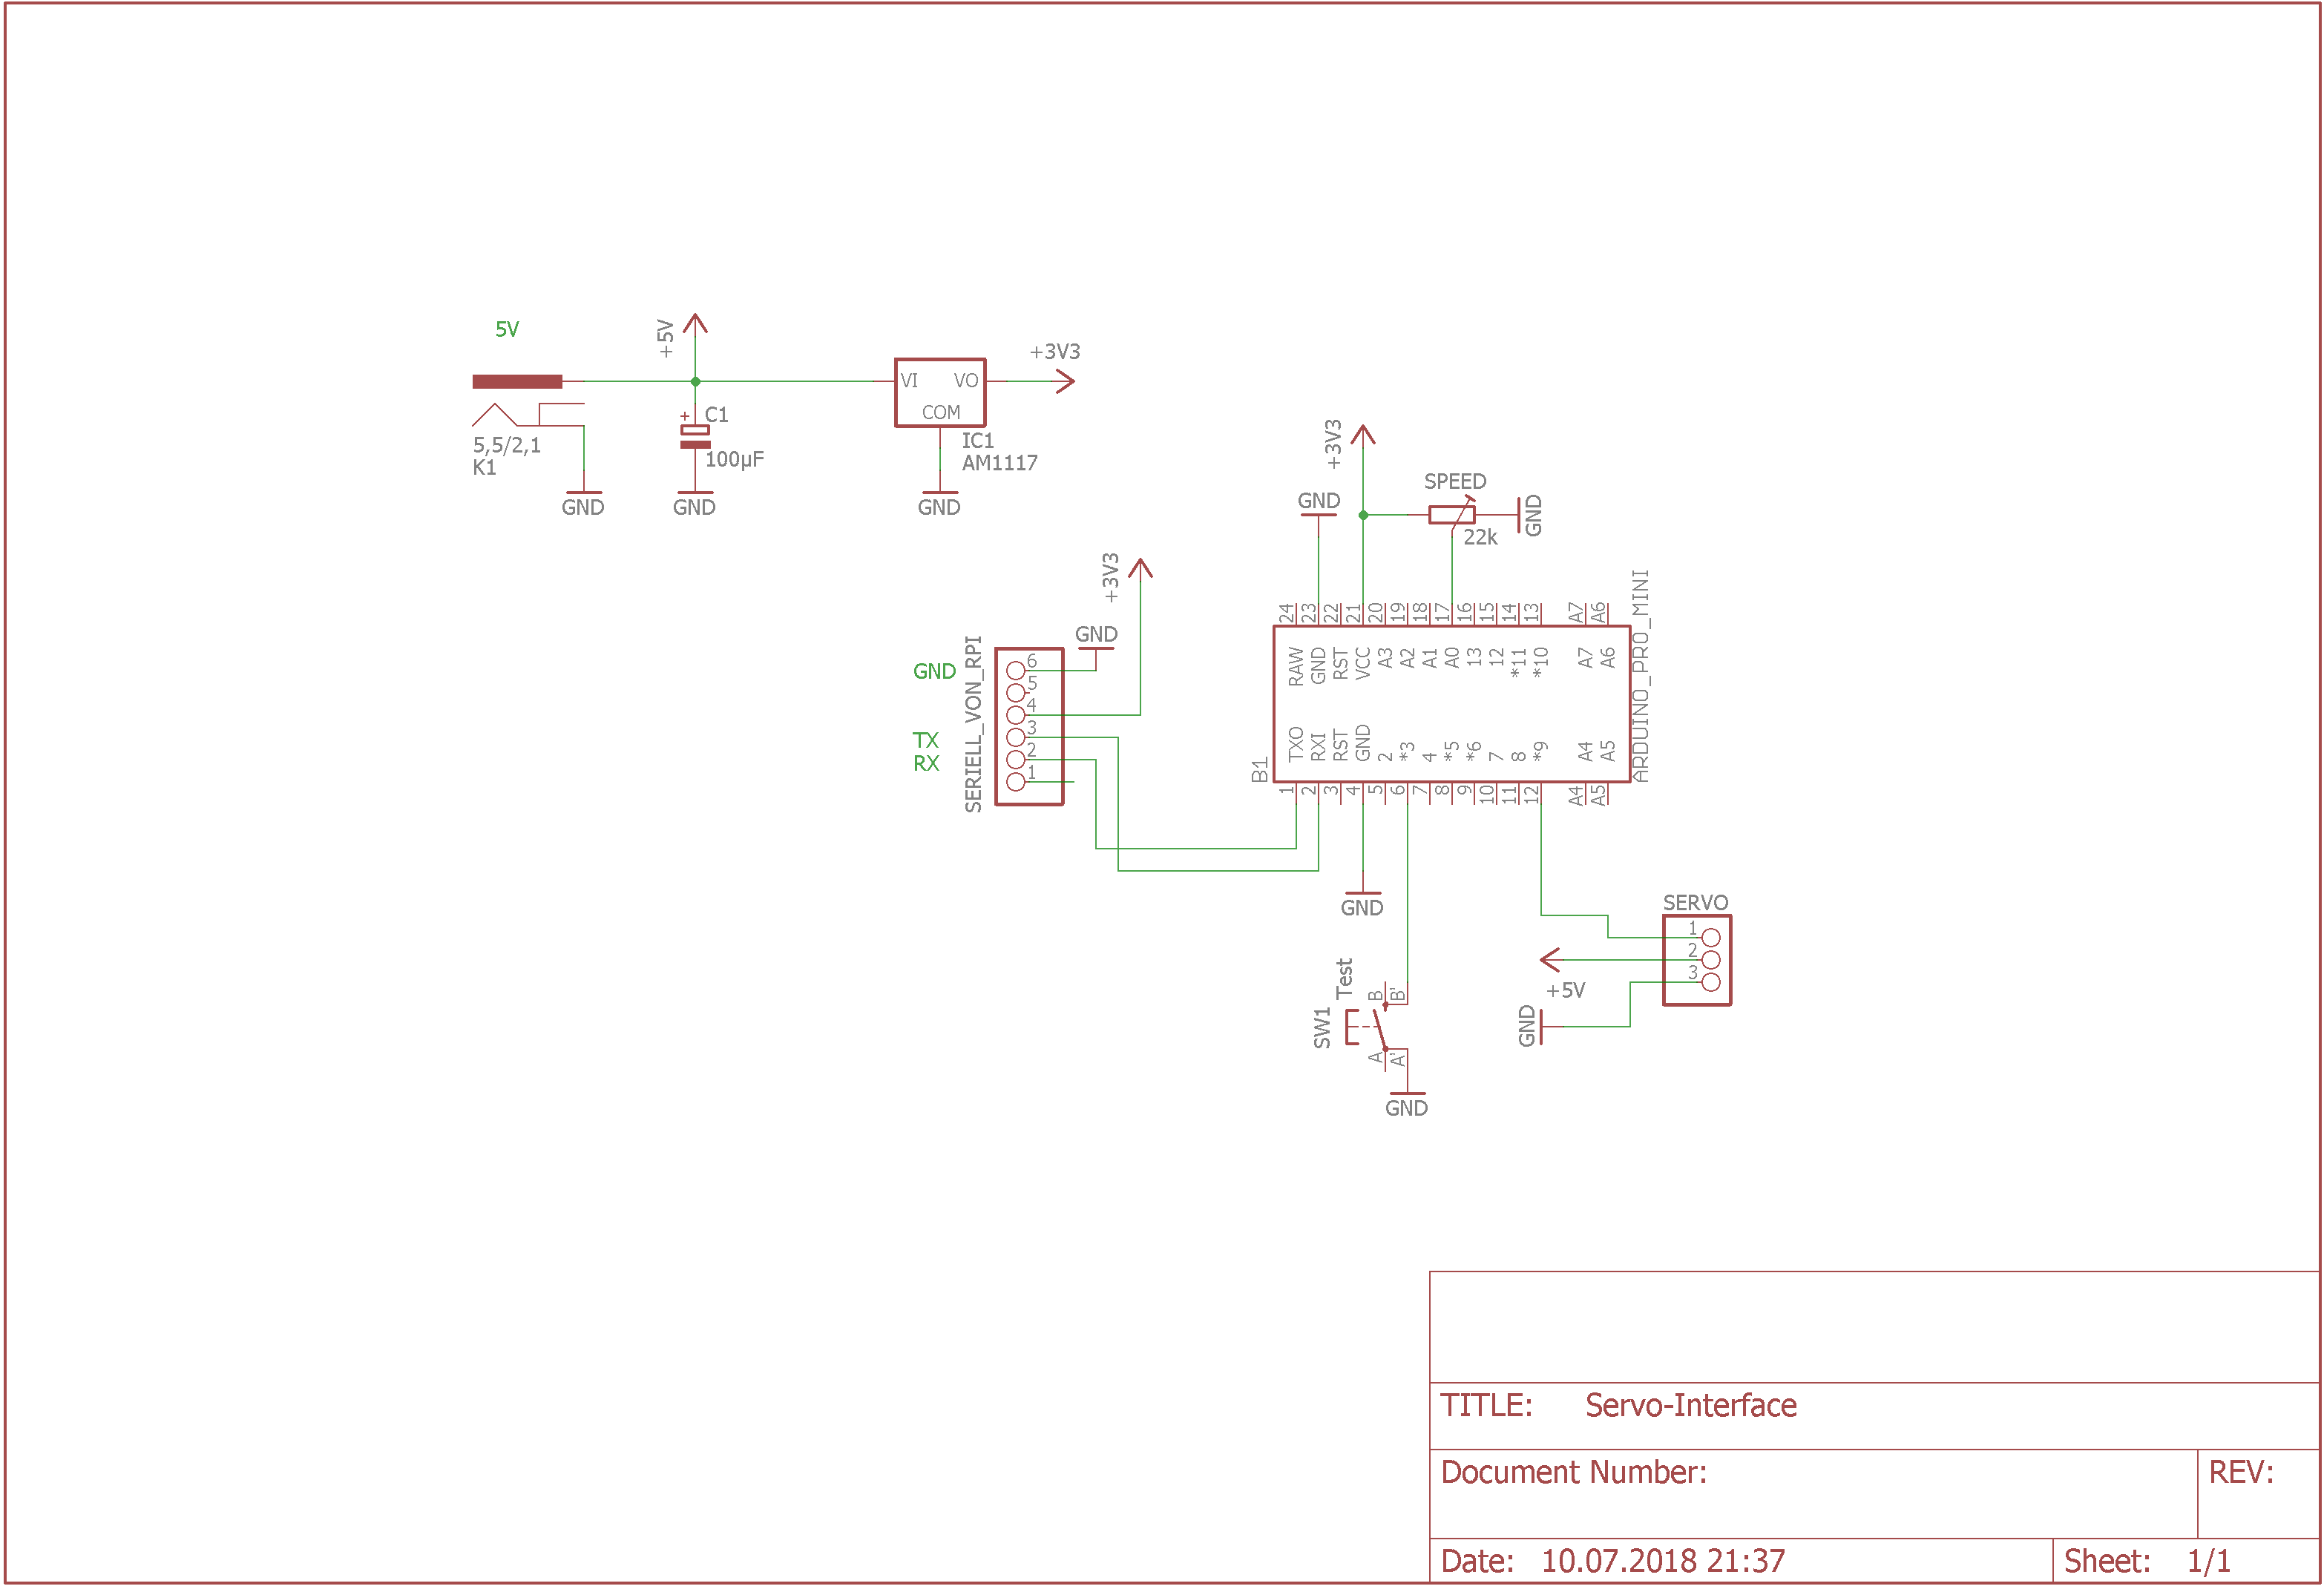 5V
+5V
+3V3
VI VO
COM
C1
100µF
5,5/2,1
K1
IC1
AM1117
GND
GND
GND
+3V3
SPEED
22k
GND
GND
+3V3
GND
SERIELL_VON_RPI
GND
TX
RX
6
5
4
3
2
1
24 23 22 21 20 19 18 17 16 15 14 13 A7 A6
RAW GND RST VCC A3 A2 A1 A0 13 12 *11 *10 A7 A6
TXO RXI RST GND 2 *3 4 *5 *6 7 8 *9 A4 A5
1 2 3 4 5 6 7 8 9 10 11 12 A4 A5
B1
ARDUINO_PRO_MINI
GND
SERVO
1
2
3
+5V
GND
Test
SW1
B B'
A A'
GND
TITLE: Servo-Interface
Document Number:
REV:
Date: 10.07.2018 21:37
Sheet: 1/1